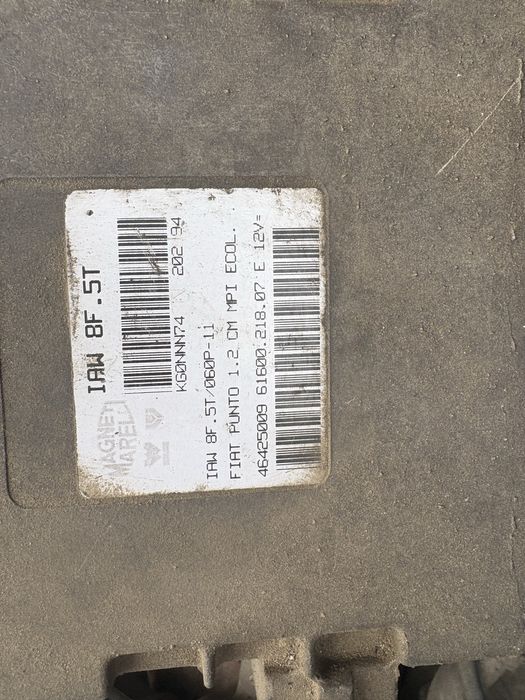 IAW 8F.5T
MAGNETI
MARELLI
KG0NNN74 202 94
IAW 8F.5T/060P-11
FIAT PUNTO 1.2 CM MPI ECOL. .
46425009 61600.218.07 E 12V=